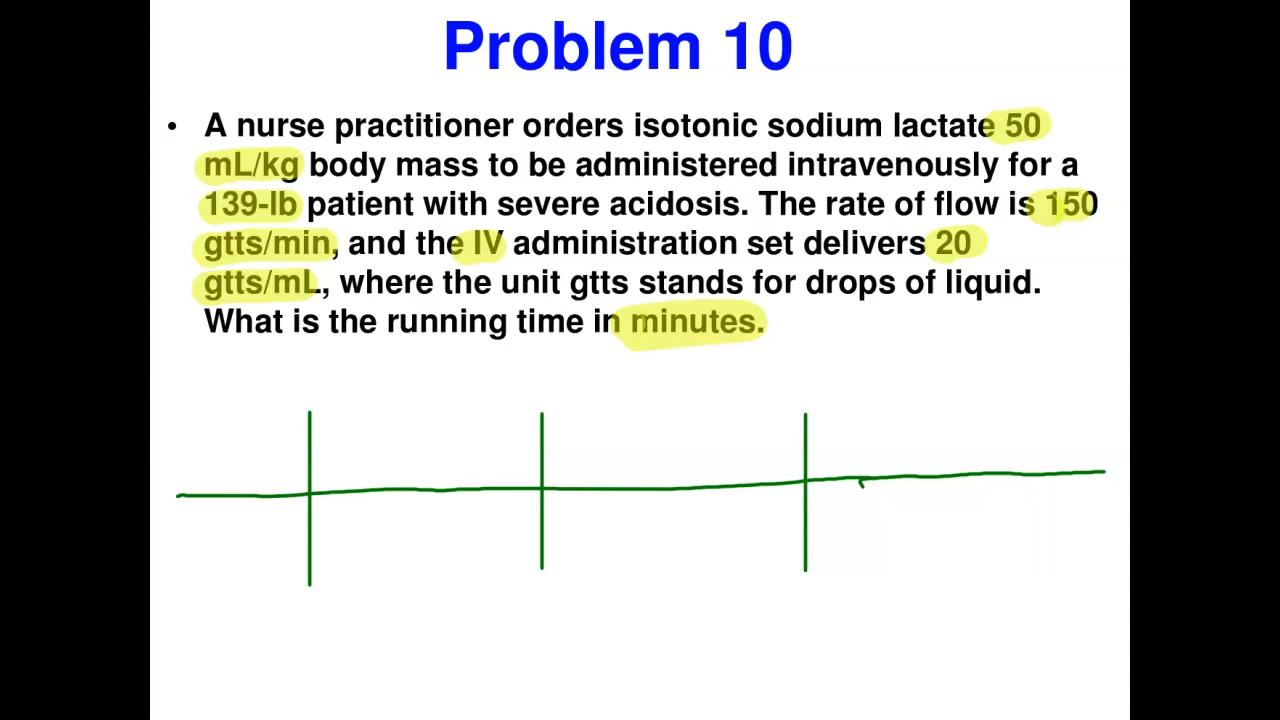 Problem 10
• A nurse practitioner orders isotonic sodium lactate 50
mL/kg body mass to be administered intravenously for a
139-lb patient with severe acidosis. The rate of flow is 150
gtts/min, and the IV administration set delivers 20
gtts/mL, where the unit gtts stands for drops of liquid.
What is the running time in minutes.